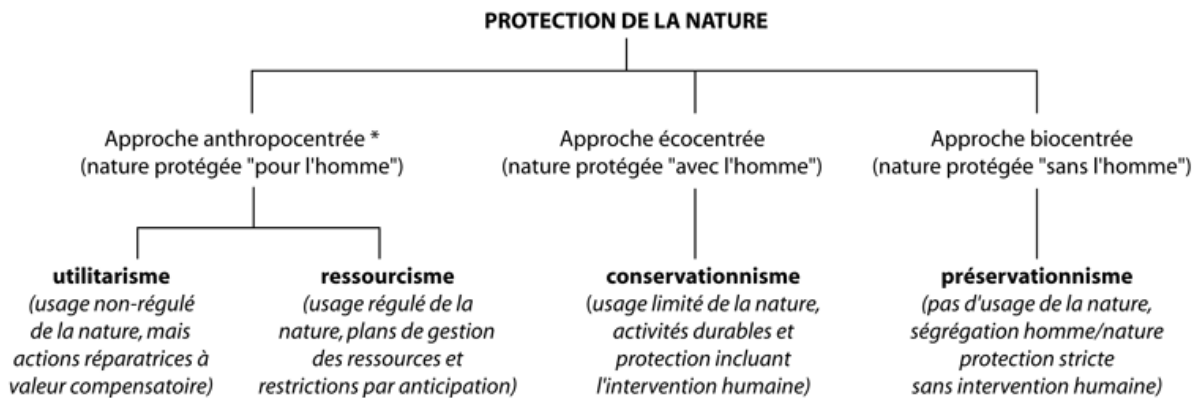 PROTECTION DE LA NATURE
Approche anthropocentrée *
(nature protégée "pour l'homme")
Approche écocentrée
(nature protégée "avec l'homme")
Approche biocentrée
(nature protégée "sans l'homme")
utilitarisme
(usage non-régulé
de la nature, mais
actions réparatrices à
valeur compensatoire)
ressourcisme
(usage régulé de la
nature, plans de gestion
des ressources et
restrictions par anticipation)
conservationnisme
(usage limité de la nature,
activités durables et
protection incluant
l'intervention humaine)
préservationnisme
(pas d'usage de la nature,
ségrégation homme/nature
protection stricte
sans intervention humaine)